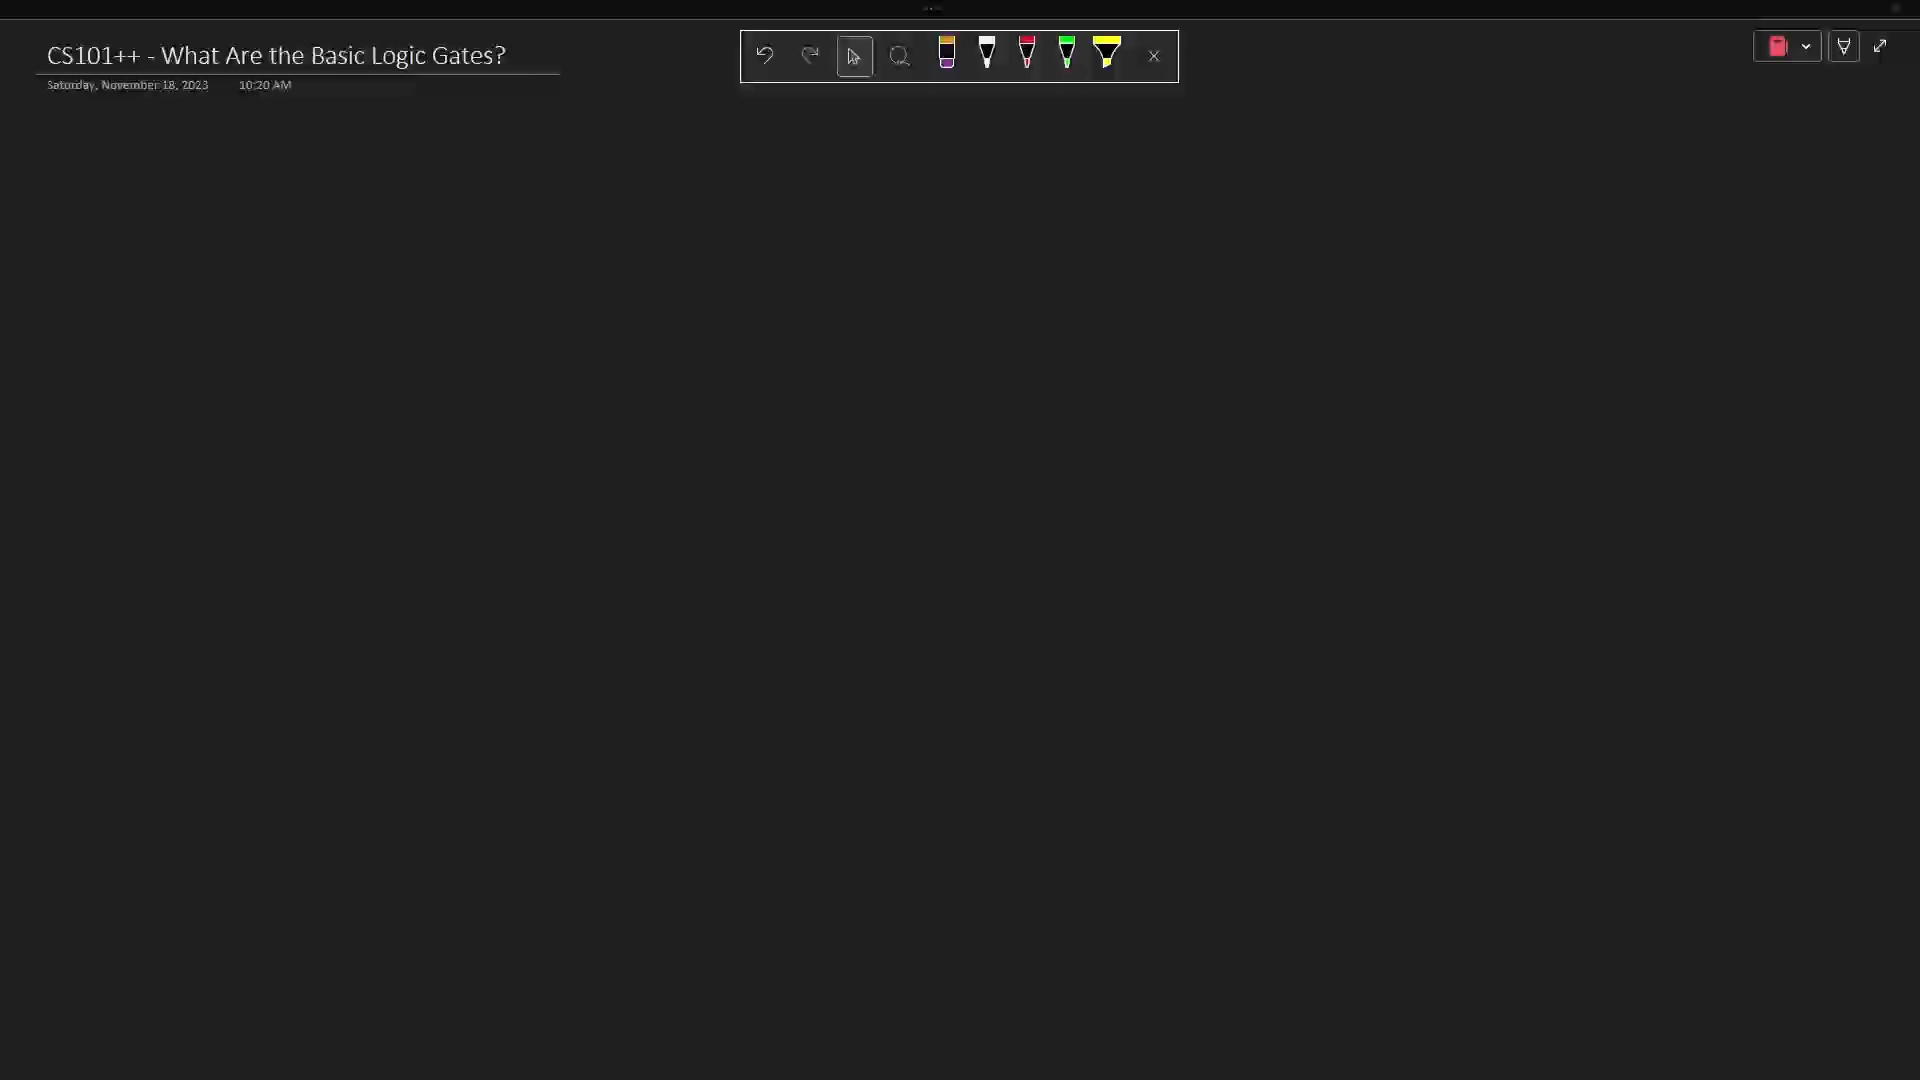 CS101++ - What Are the Basic Logic Gates?
Saturday, November 18, 2023 10:20 AM